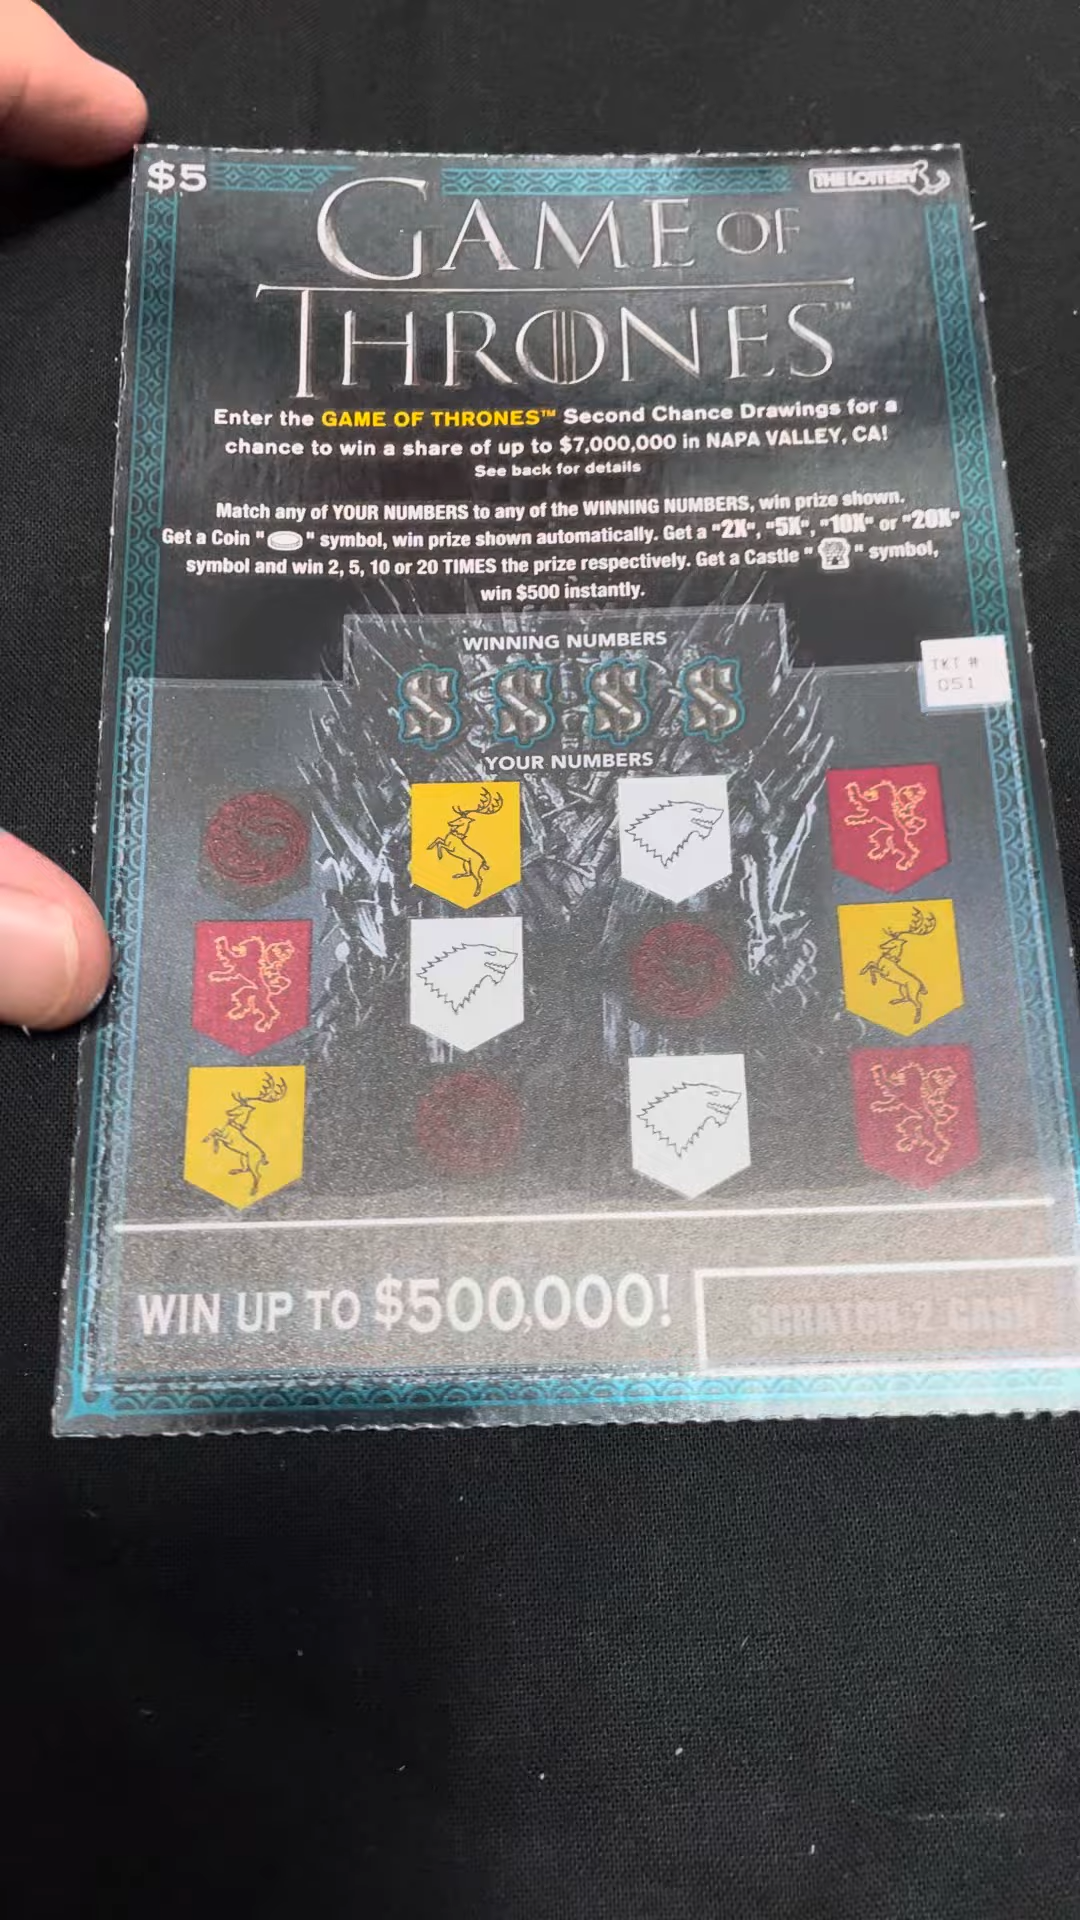 $5
THE LOTTERY
GAME OF
THRONES™
Enter the GAME OF THRONES™ Second Chance Drawings for a
chance to win a share of up to $7,000,000 in NAPA VALLEY, CA!
See back for details
Match any of YOUR NUMBERS to any of the WINNING NUMBERS, win prize shown.
Get a Coin " " symbol, win prize shown automatically. Get a "2X", "5X", "10X" or "20X"
symbol and win 2, 5, 10 or 20 TIMES the prize respectively. Get a Castle " " symbol,
win $500 instantly.
WINNING NUMBERS
$ $ $ $
TKT #
051
YOUR NUMBERS
WIN UP TO $500,000!
SCRATCH 2 CASH